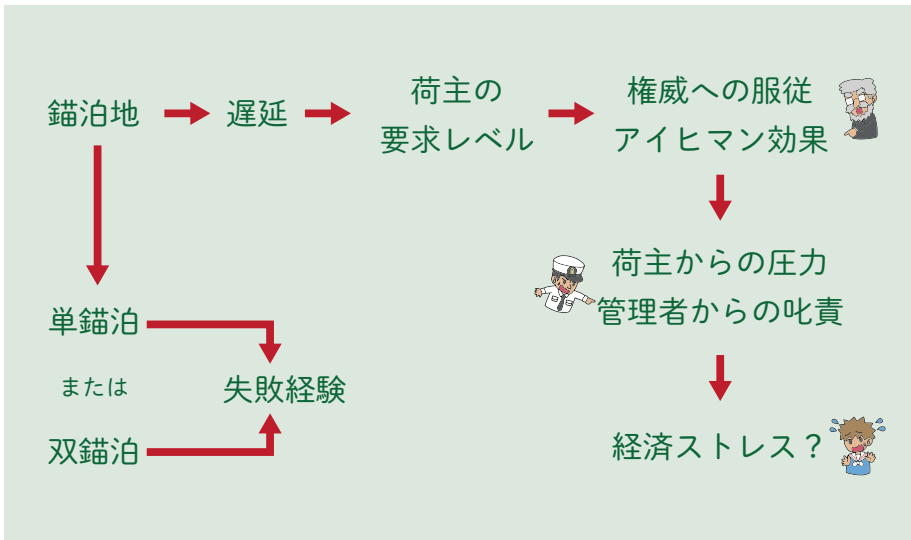 錨泊地
遅延
荷主の
要求レベル
権威への服従
アイヒマン効果
荷主からの圧力
管理者からの叱責
経済ストレス？
単錨泊
または
双錨泊
失敗経験